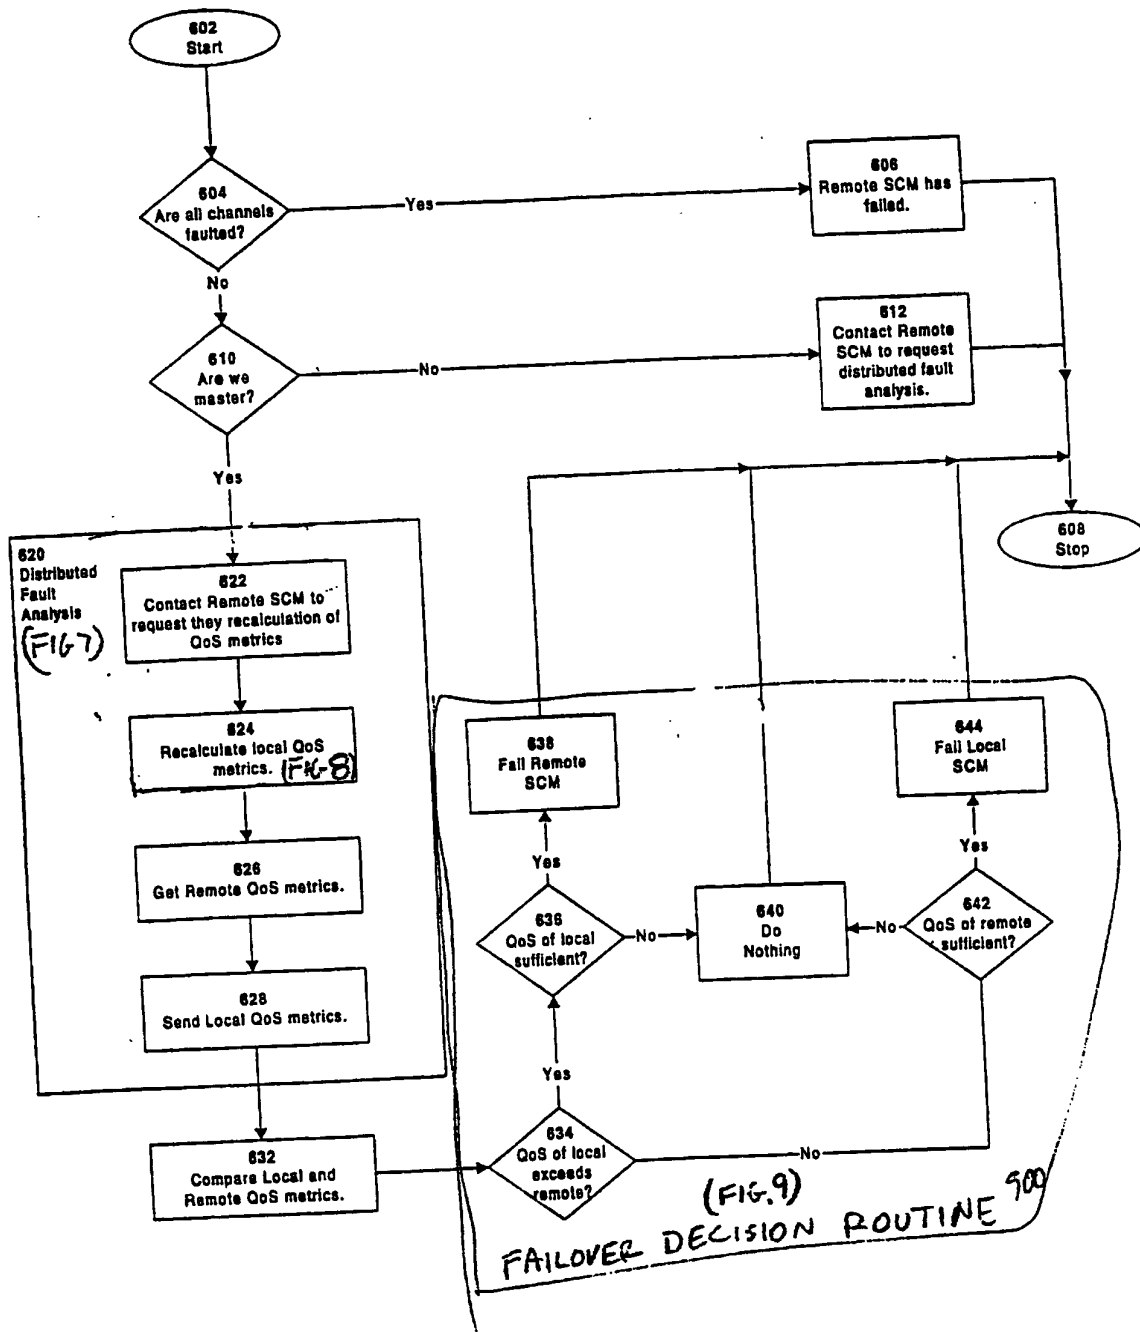 602
Start
604
Are all channels
faulted?
Yes
606
Remote SCM has
failed.
No
610
Are we
master?
No
612
Contact Remote
SCM to request
distributed fault
analysis.
Yes
608
Stop
620
Distributed
Fault
Analysis
(FIG 7)
622
Contact Remote SCM to
request they recalculation of
QoS metrics
624
Recalculate local QoS
metrics. (FIG 8)
626
Get Remote QoS metrics.
628
Send Local QoS metrics.
632
Compare Local and
Remote QoS metrics.
638
Fail Remote
SCM
644
Fail Local
SCM
Yes
Yes
636
QoS of local
sufficient?
No
640
Do
Nothing
No
642
QoS of remote
sufficient?
Yes
634
QoS of local
exceeds
remote?
No
(FIG. 9)
FAILOVER DECISION ROUTINE 900